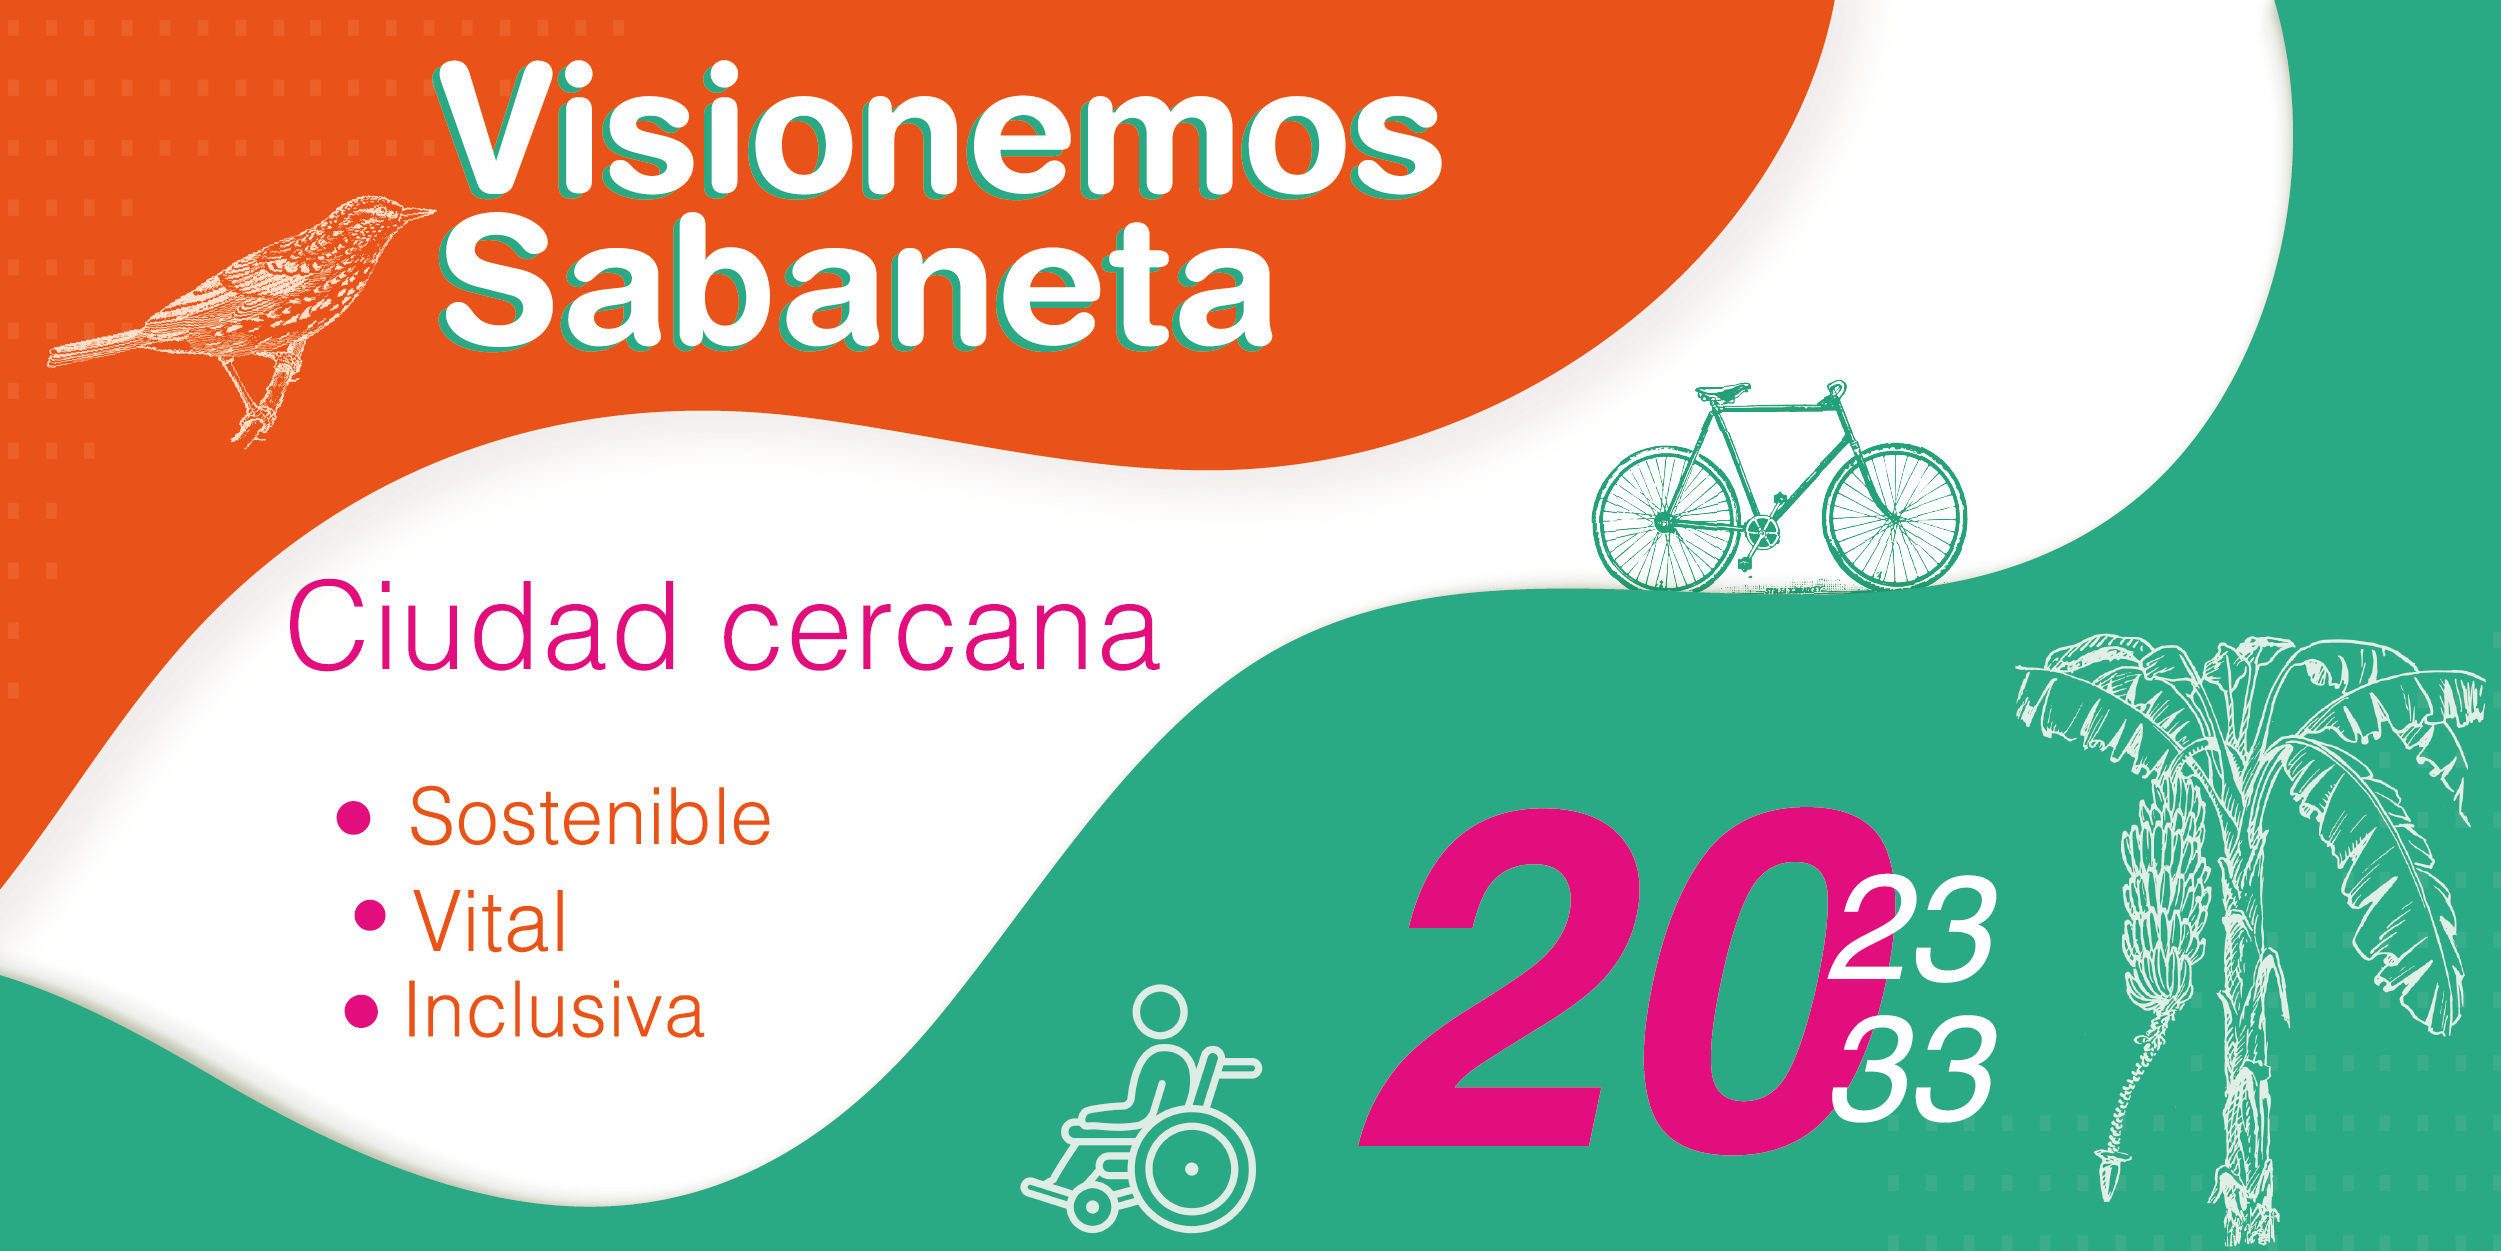 Visionemos
Sabaneta
Ciudad cercana
• Sostenible
• Vital
• Inclusiva
20
23
33